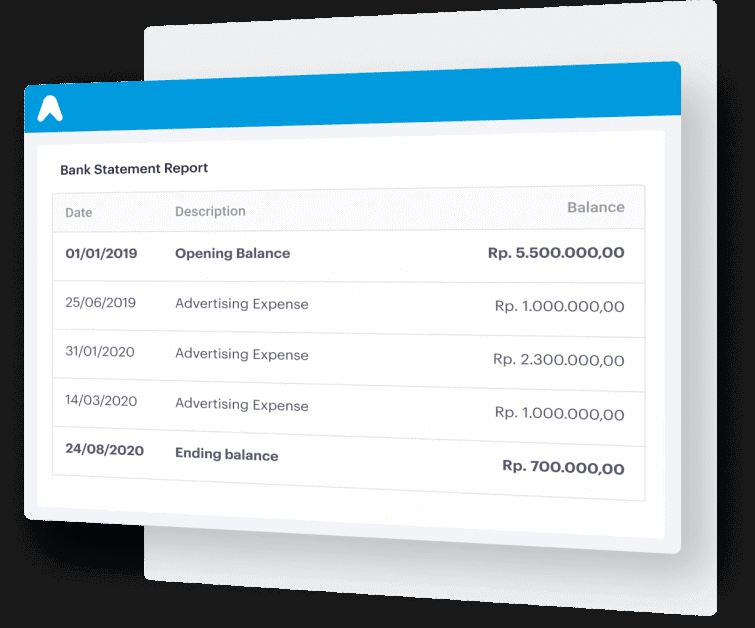 Bank Statement Report
Date Description Balance
01/01/2019 Opening Balance Rp. 5.500.000,00
25/06/2019 Advertising Expense Rp. 1.000.000,00
31/01/2020 Advertising Expense Rp. 2.300.000,00
14/03/2020 Advertising Expense Rp. 1.000.000,00
24/08/2020 Ending balance Rp. 700.000,00